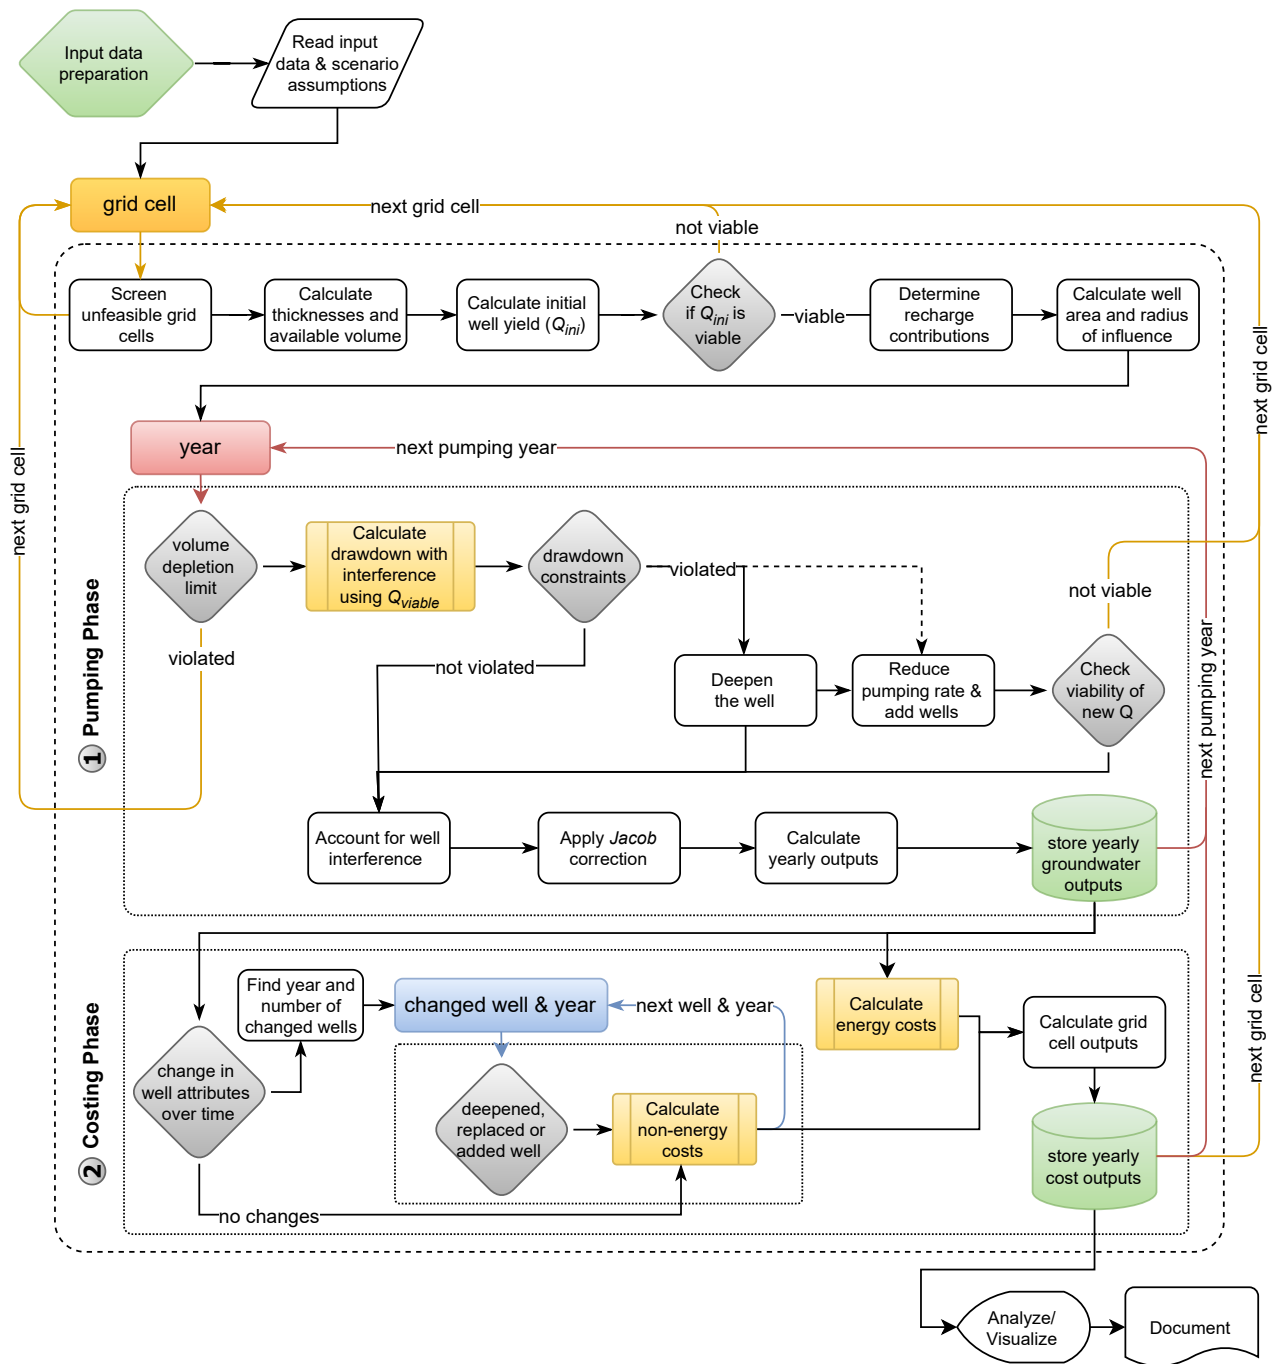 Input data
preparation
Read input
data & scenario
assumptions
grid cell
next grid cell
not viable
Screen
unfeasible grid
cells
Calculate
thicknesses and
available volume
Calculate initial
well yield (Qini)
Check
if Qini is
viable
viable
Determine
recharge
contributions
Calculate well
area and radius
of influence
next grid cell
next grid cell
year
next pumping year
1 Pumping Phase
volume
depletion
limit
violated
Calculate
drawdown with
interference
using Qviable
drawdown
constraints
violated
not violated
not viable
Deepen
the well
Reduce
pumping rate &
add wells
Check
viability of
new Q
next pumping year
Account for well
interference
Apply Jacob
correction
Calculate
yearly outputs
store yearly
groundwater
outputs
2 Costing Phase
Find year and
number of
changed wells
changed well & year
next well & year
Calculate
energy costs
Calculate grid
cell outputs
change in
well attributes
over time
deepened,
replaced or
added well
Calculate
non-energy
costs
store yearly
cost outputs
next grid cell
no changes
Analyze/
Visualize
Document